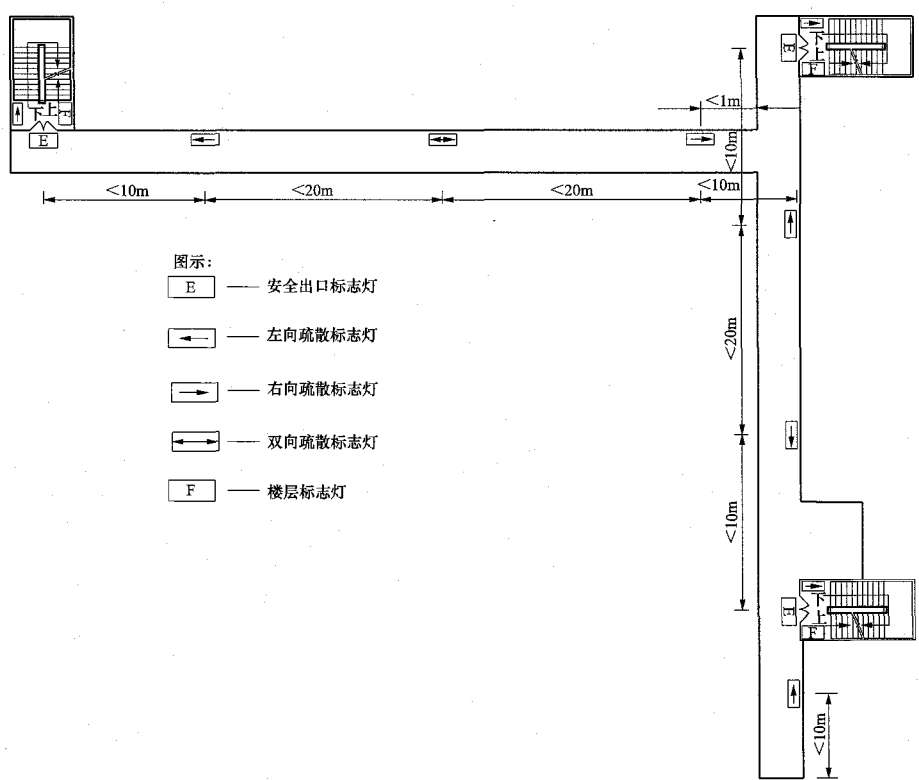 E
下
上
F
<1m
下上
F
E
<10m
<10m
<20m
<20m
<10m
图示：
E 安全出口标志灯
左向疏散标志灯
右向疏散标志灯
双向疏散标志灯
F 楼层标志灯
<20m
<10m
E
下
上
F
<10m